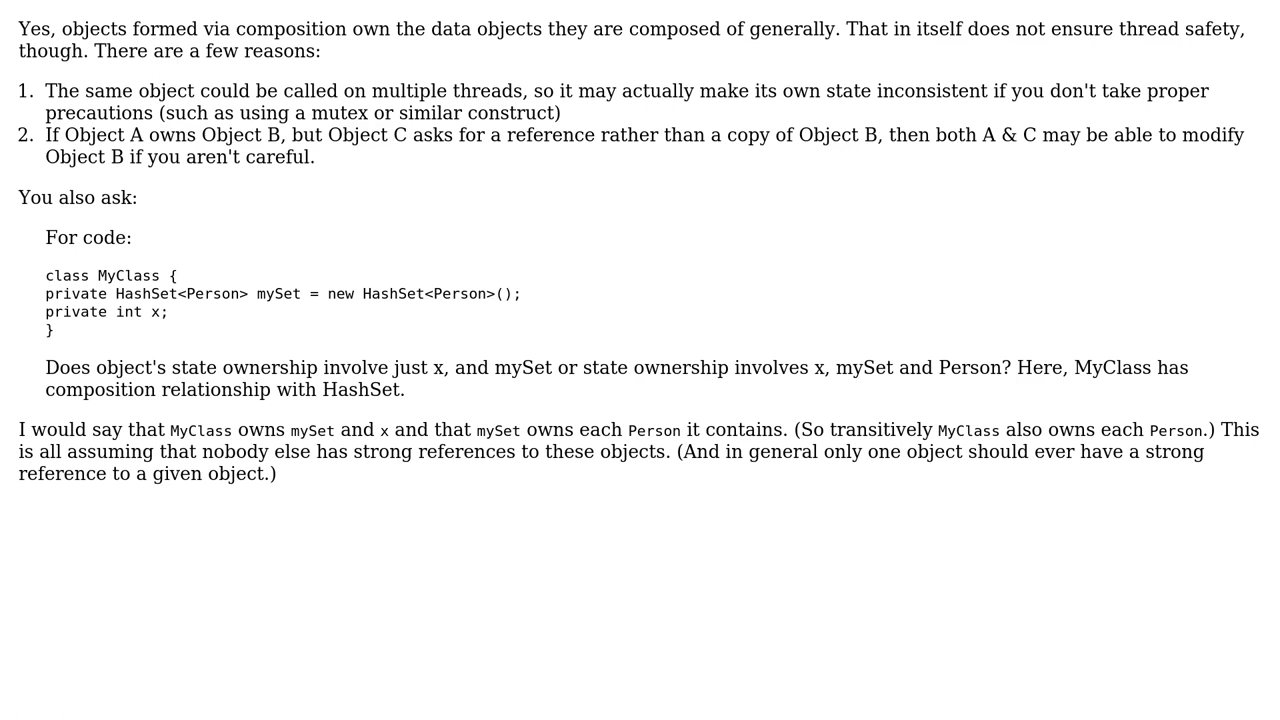 Yes, objects formed via composition own the data objects they are composed of generally. That in itself does not ensure thread safety,
though. There are a few reasons:
1. The same object could be called on multiple threads, so it may actually make its own state inconsistent if you don't take proper
precautions (such as using a mutex or similar construct)
2. If Object A owns Object B, but Object C asks for a reference rather than a copy of Object B, then both A & C may be able to modify
Object B if you aren't careful.
You also ask:
For code:
class MyClass {
private HashSet<Person> mySet = new HashSet<Person>();
private int x;
}
Does object's state ownership involve just x, and mySet or state ownership involves x, mySet and Person? Here, MyClass has
composition relationship with HashSet.
I would say that MyClass owns mySet and x and that mySet owns each Person it contains. (So transitively MyClass also owns each Person.) This
is all assuming that nobody else has strong references to these objects. (And in general only one object should ever have a strong
reference to a given object.)